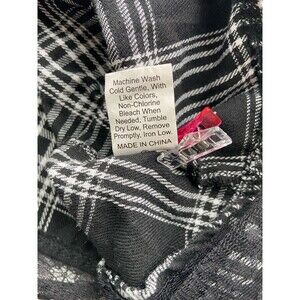 Machine Wash
Cold Gentle, With
Like Colors,
Non-Chlorine
Bleach When
Needed, Tumble
Dry Low, Remove
Promptly, Iron Low.
MADE IN CHINA